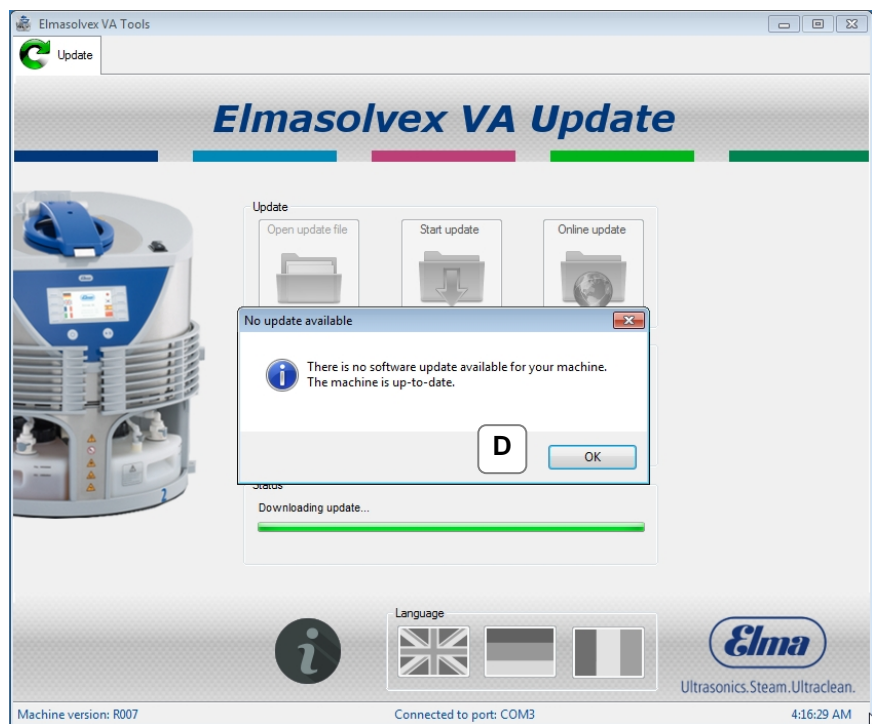 Elmasolvex VA Tools
Update
Elmasolvex VA Update
Update
Open update file
Start update
Online update
No update available
There is no software update available for your machine.
The machine is up-to-date.
D
OK
Status
Downloading update...
Language
Elma
Ultrasonics.Steam.Ultraclean.
Machine version: R007
Connected to port: COM3
4:16:29 AM